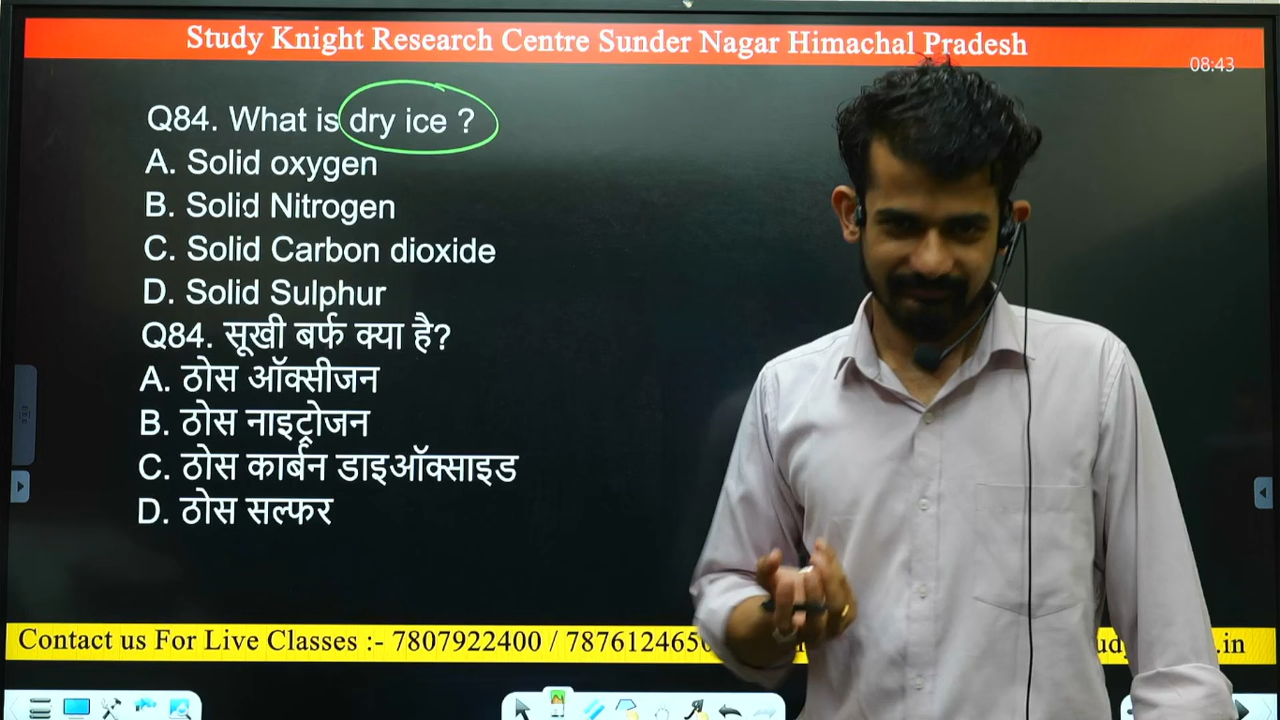 Study Knight Research Centre Sunder Nagar Himachal Pradesh
08:43
Q84. What is dry ice ?
A. Solid oxygen
B. Solid Nitrogen
C. Solid Carbon dioxide
D. Solid Sulphur
Q84. सूखी बर्फ क्या है?
A. ठोस ऑक्सीजन
B. ठोस नाइट्रोजन
C. ठोस कार्बन डाइऑक्साइड
D. ठोस सल्फर
Contact us For Live Classes :- 7807922400 / 787612465 .in